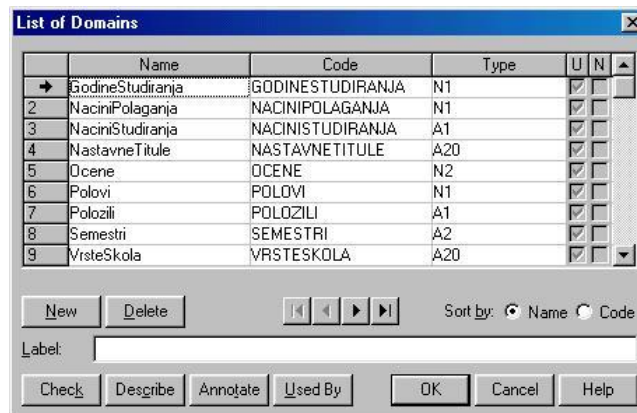 List of Domains
Name Code Type U N
GodineStudiranja GODINESTUDIRANJA N1
2 NaciniPolaganja NACINIPOLAGANJA N1
3 NaciniStudiranja NACINISTUDIRANJA A1
4 NastavneTitule NASTAVNETITULE A20
5 Ocene OCENE N2
6 Polovi POLOVI N1
7 Polozili POLOZILI A1
8 Semestri SEMESTRI A2
9 VrsteSkola VRSTESKOLA A20
New Delete Sort by: Name Code
Label:
Check Describe Annotate Used By OK Cancel Help